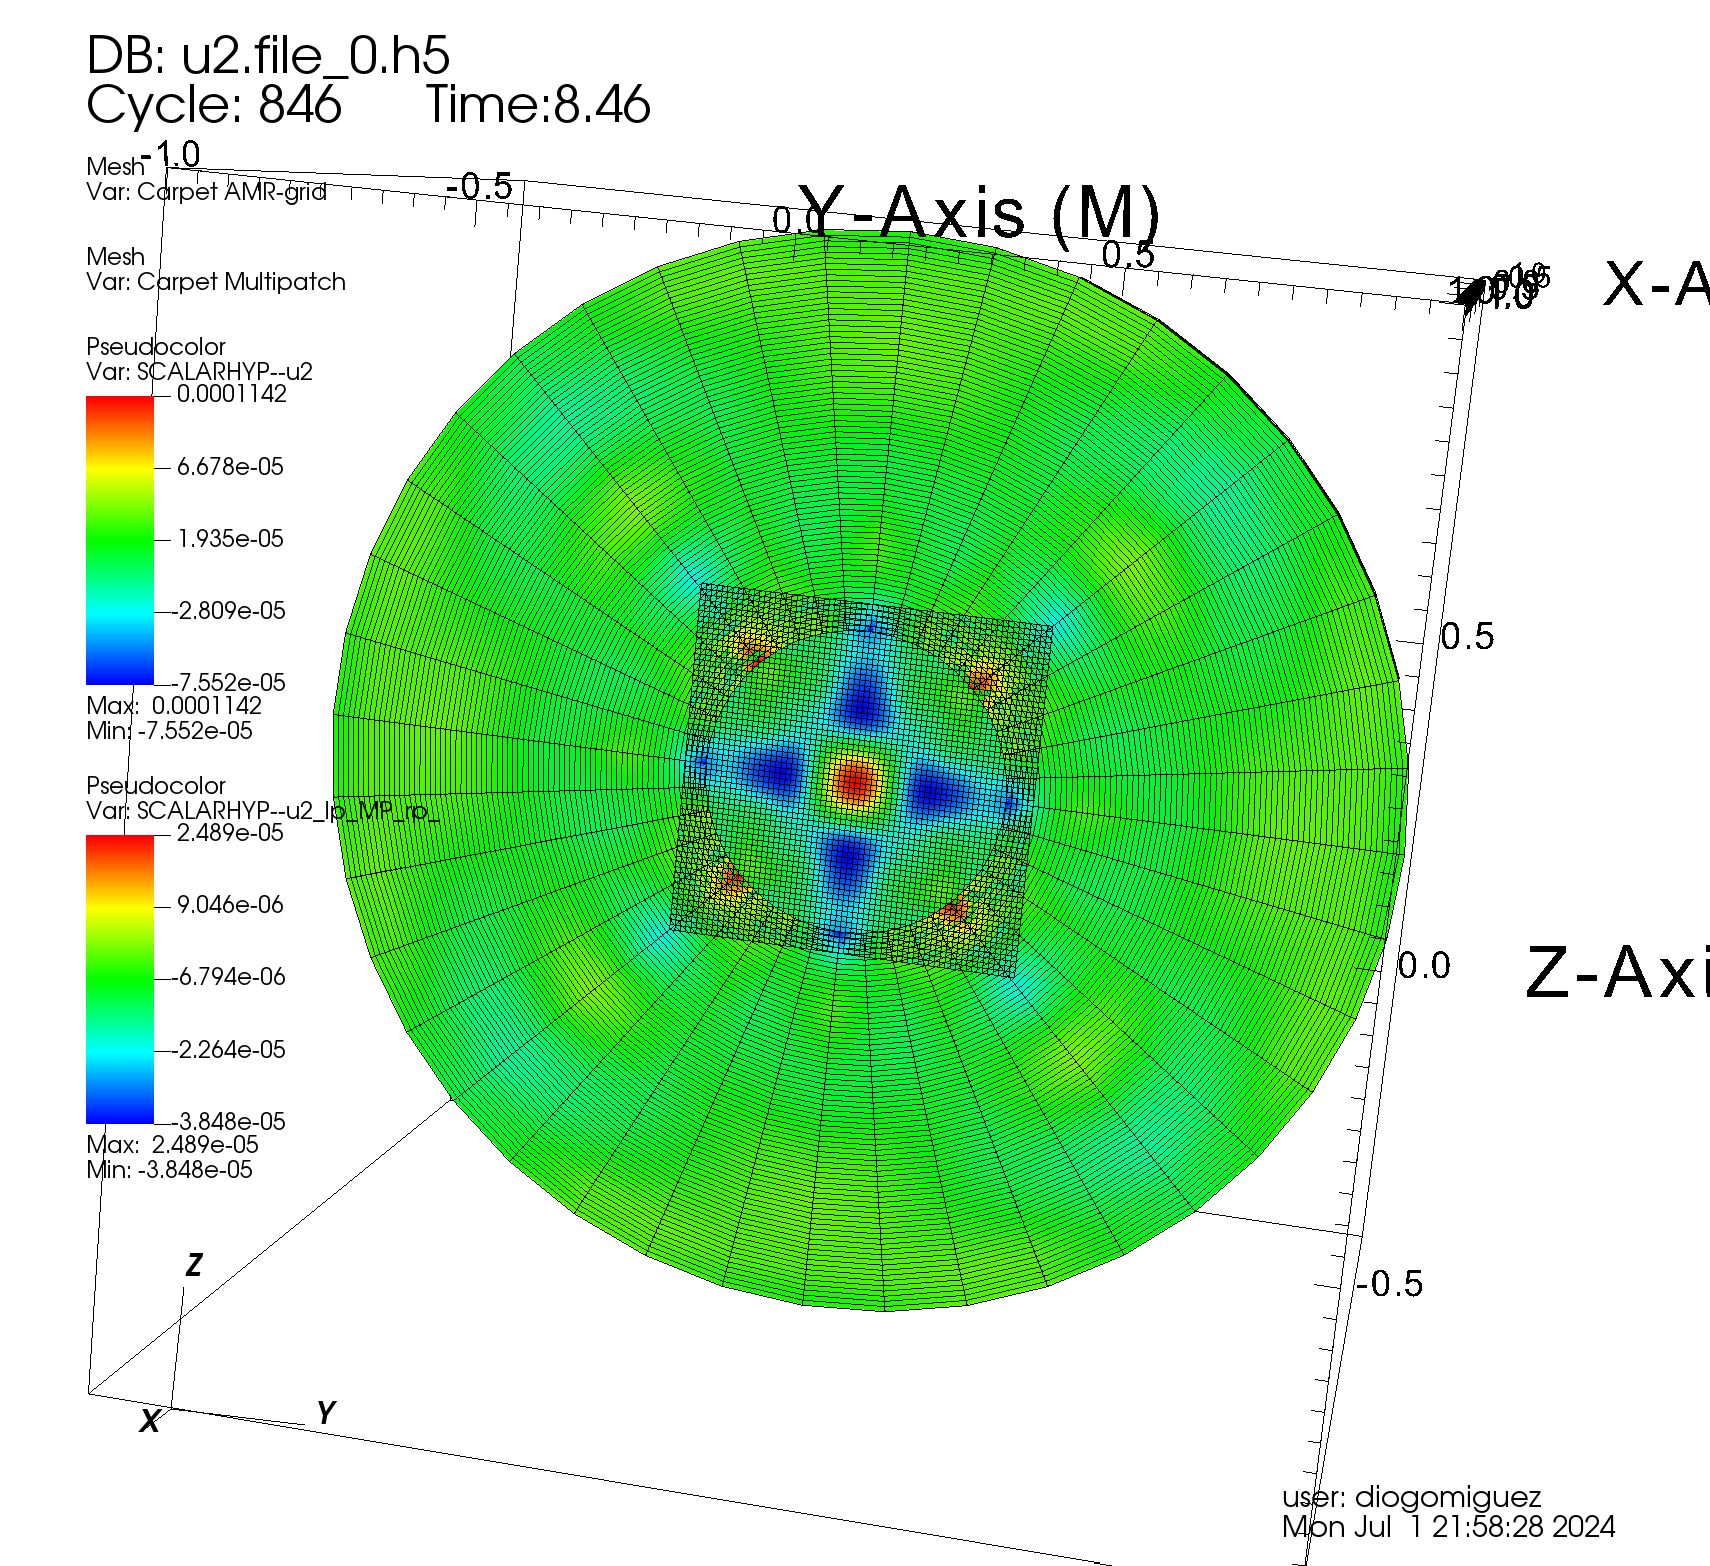 DB: u2.file_0.h5
Cycle: 846 Time:8.46
Mesh
Var: Carpet AMR-grid
Mesh
Var: Carpet Multipatch
Pseudocolor
Var: SCALARHYP--u2
0.0001142
6.678e-05
1.935e-05
-2.809e-05
-7.552e-05
Max: 0.0001142
Min: -7.552e-05
Pseudocolor
Var: SCALARHYP--u2_lp_MP_rp_
2.489e-05
9.046e-06
-6.794e-06
-2.264e-05
-3.848e-05
Max: 2.489e-05
Min: -3.848e-05
-1.0
-0.5
0.0
Y-Axis (M)
0.5
X-A
0.5
0.0
Z-Axi
-0.5
Z
Y
X
user: diogomiguez
Mon Jul 1 21:58:28 2024